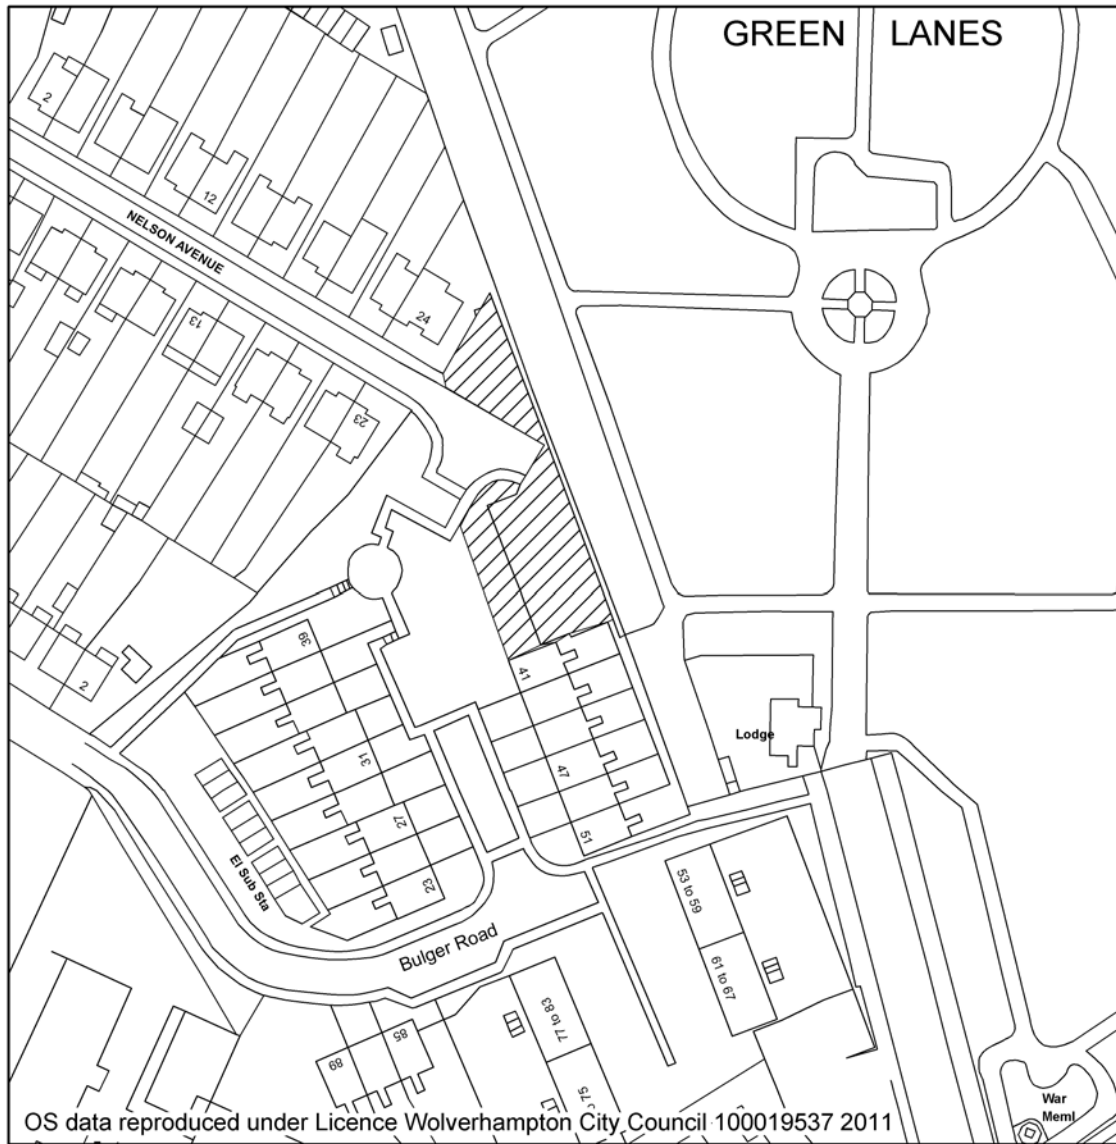 GREEN LANES
2
12
NELSON AVENUE
24
13
23
2
39
41
31
47
Lodge
27
51
El Sub Sta
23
53 to 59
Bulger Road
61 to 67
77 to 83
85
89
75
War
Meml
OS data reproduced under Licence Wolverhampton City Council 100019537 2011